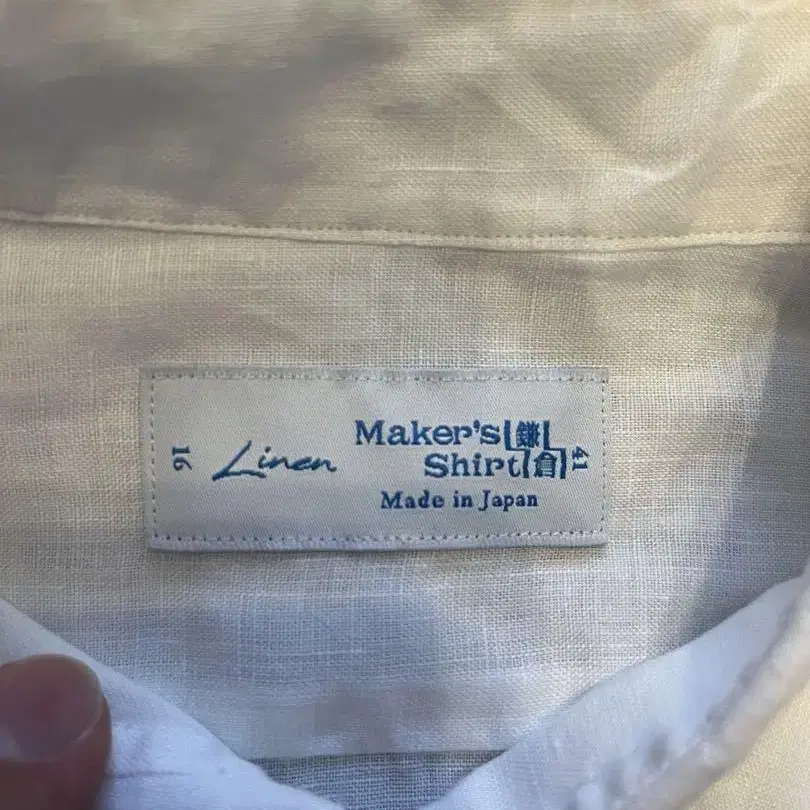 16
Linen
Maker's 鎌
Shirt 倉
41
Made in Japan